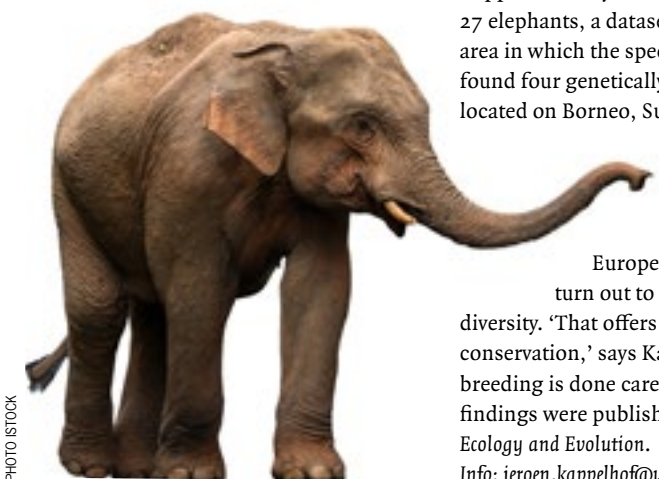 27 elephants, a datase
area in which the spec
found four genetically
located on Borneo, Su
Europe
turn out to
diversity. ‘That offers
conservation,’ says Ka
breeding is done care
findings were publish
Ecology and Evolution.
Info: jeroen.kappelhof@
PHOTO ISTOCK